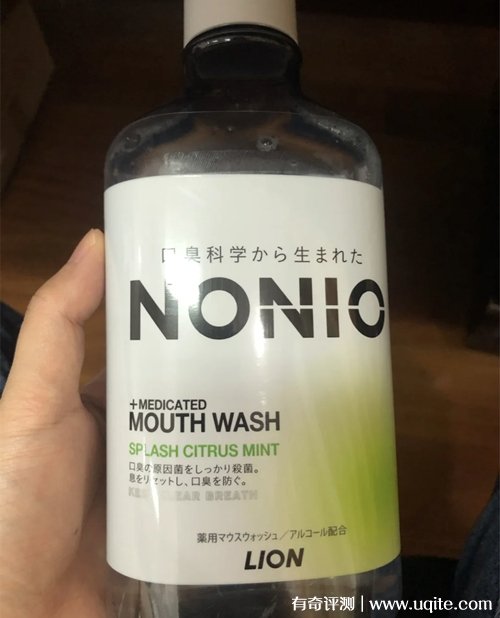 口臭科学から生まれた
NONIO
+MEDICATED
MOUTH WASH
SPLASH CITRUS MINT
口臭の原因菌をしっかり殺菌。
息をリセットし、口臭を防ぐ。
KEEP CLEAR BREATH
薬用マウスウォッシュ／アルコール配合
LION
有奇评测 | www.uqite.com